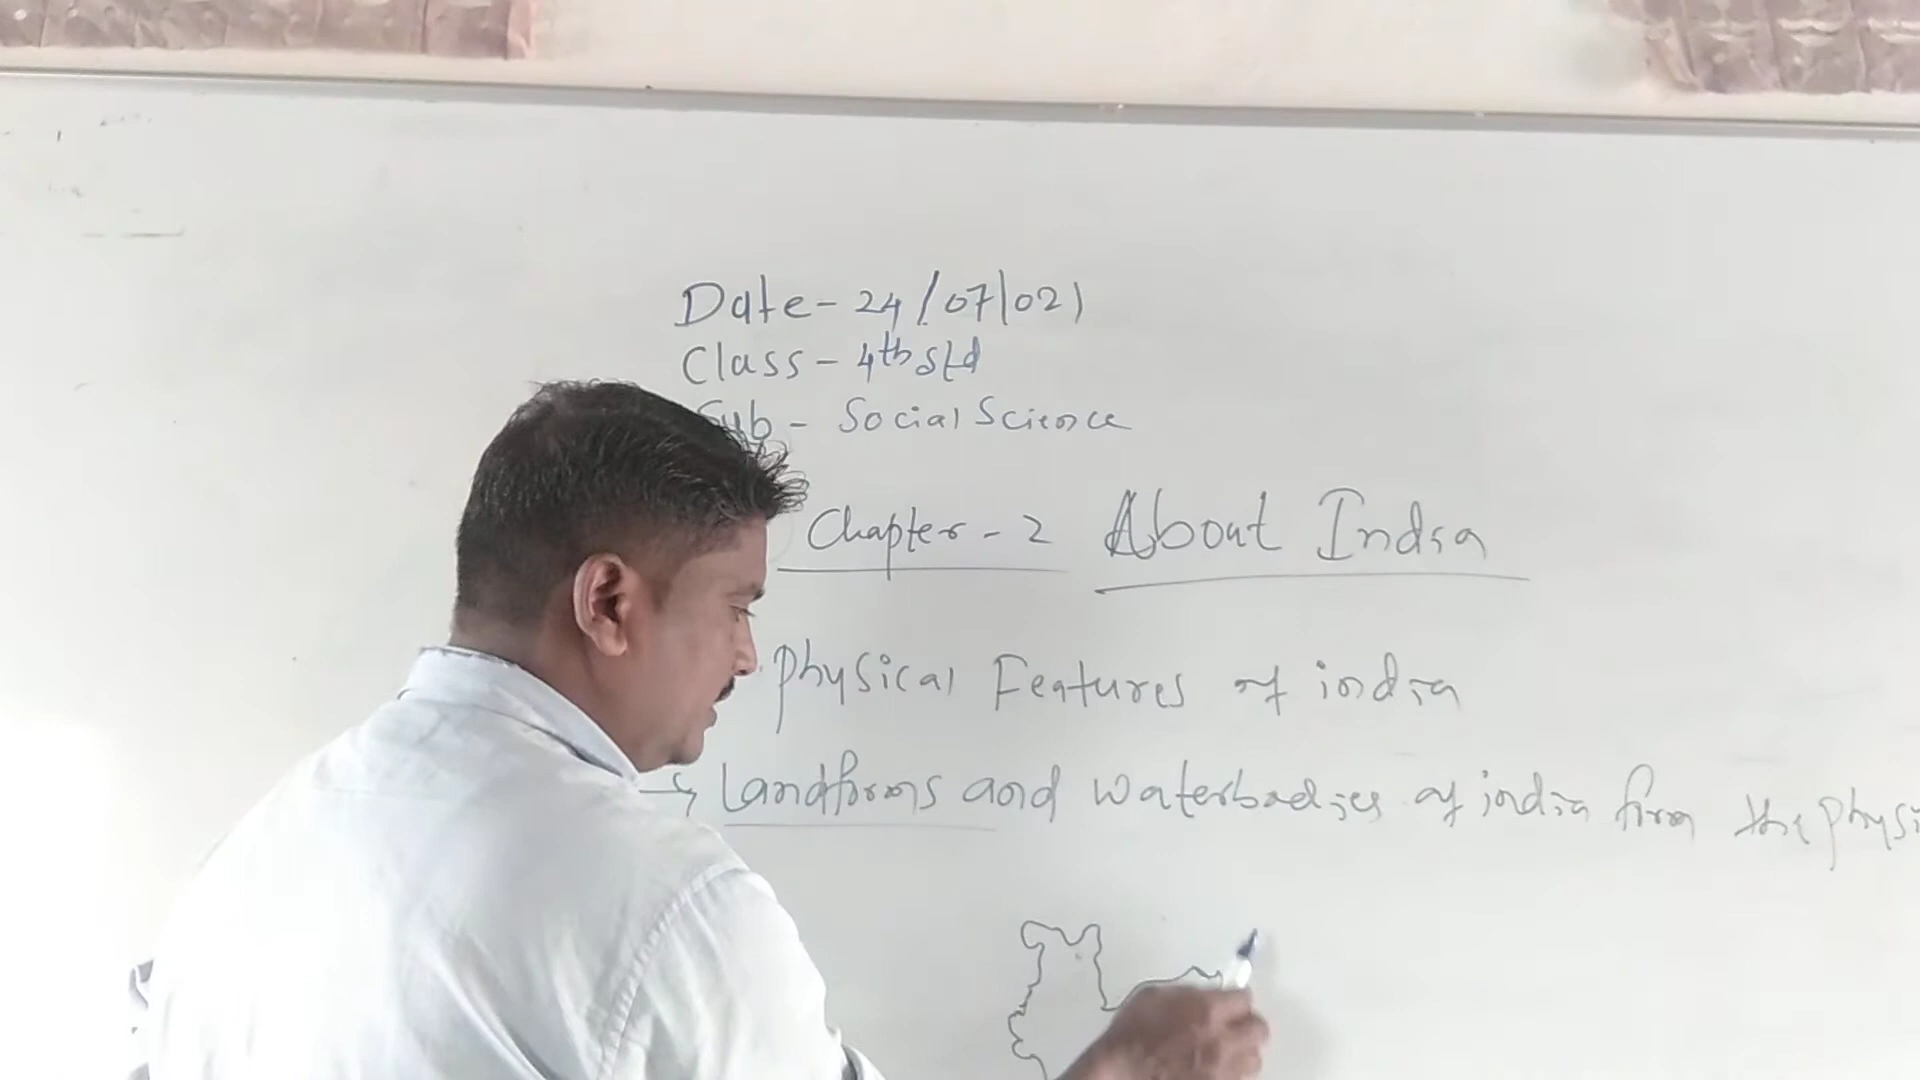 Date - 24/07/021
Class - 4th std
Sub - Social Science
Chapter - 2 About India
Physical Features of india
→ Landforms and waterbodies of india from the physi